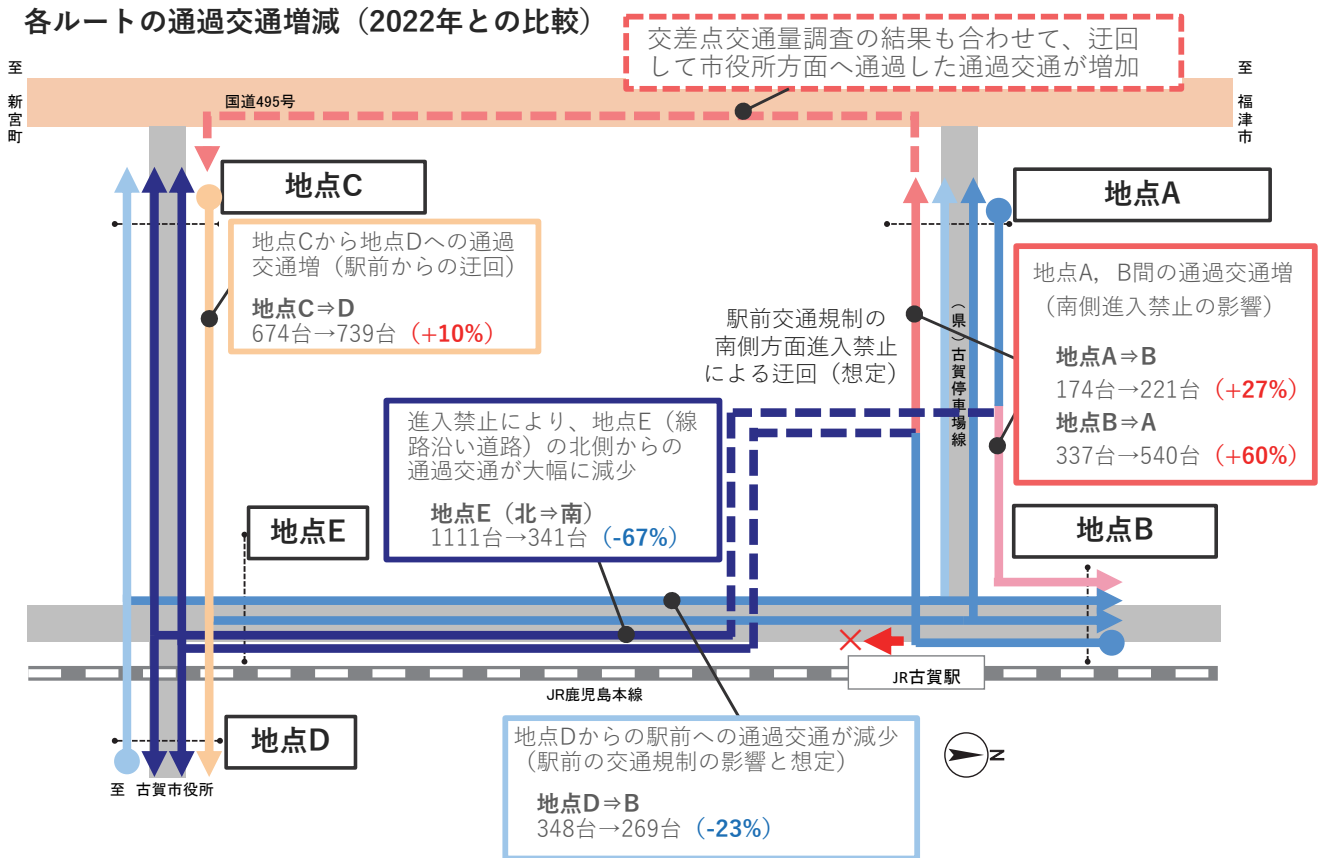 各ルートの通過交通増減（2022年との比較）
交差点交通量調査の結果も合わせて、迂回
して市役所方面へ通過した通過交通が増加
至 新宮町
国道495号
至 福津市
地点C
地点A
地点Cから地点Dへの通過
交通増（駅前からの迂回）
地点C⇒D
674台→739台（+10%）
駅前交通規制の
南側方面進入禁止
による迂回（想定）
（県）古賀停車場線
地点A，B間の通過交通増
（南側進入禁止の影響）
地点A⇒B
174台→221台（+27%）
地点B⇒A
337台→540台（+60%）
進入禁止により、地点E（線
路沿い道路）の北側からの
通過交通が大幅に減少
地点E（北⇒南）
1111台→341台（-67%）
地点E
地点B
JR古賀駅
JR鹿児島本線
地点D
至 古賀市役所
地点Dからの駅前への通過交通が減少
（駅前の交通規制の影響と想定）
地点D⇒B
348台→269台（-23%）
N